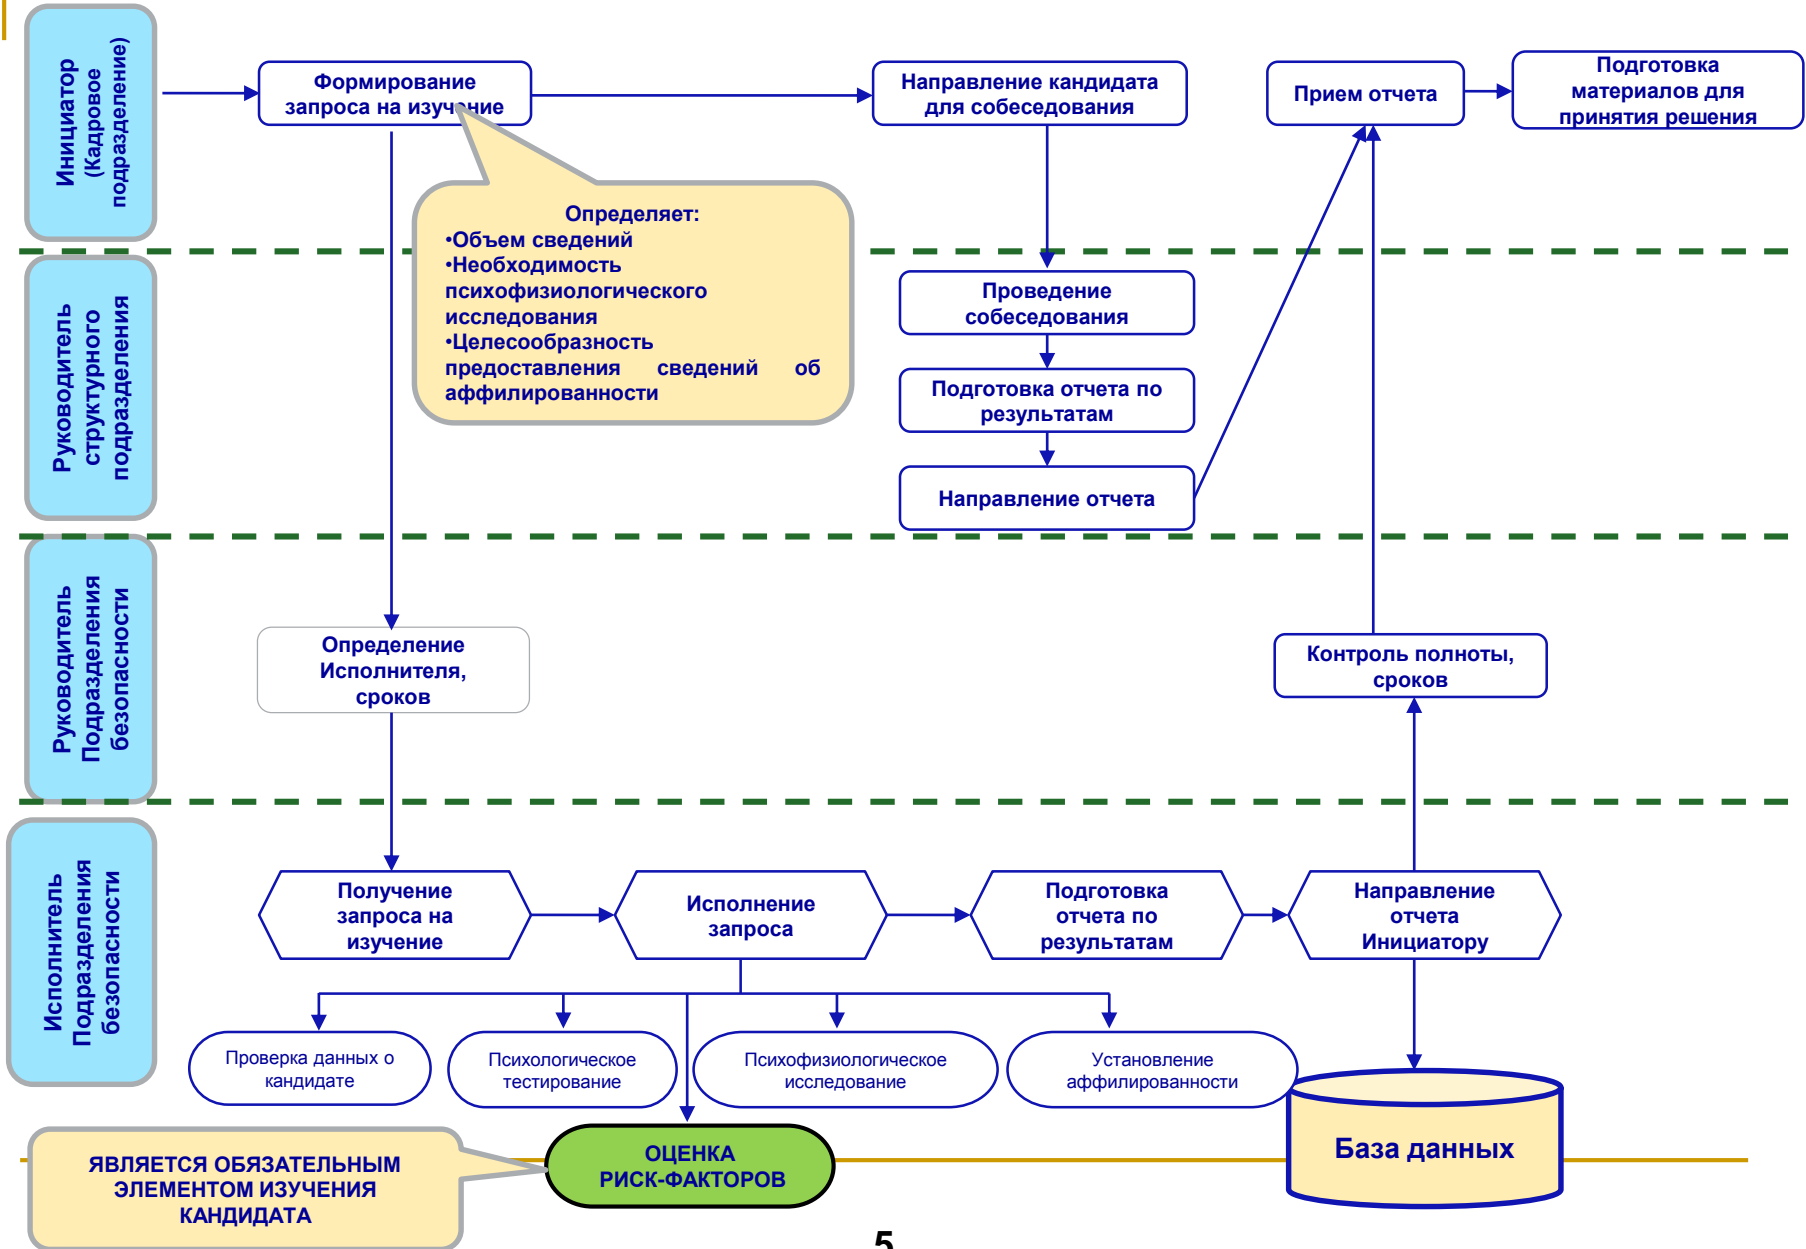 Инициатор
(Кадровое
подразделение)
Формирование
запроса на изучение
Направление кандидата
для собеседования
Прием отчета
Подготовка
материалов для
принятия решения
Определяет:
•Объем сведений
•Необходимость
психофизиологического
исследования
•Целесообразность
предоставления сведений об
аффилированности
Руководитель
структурного
подразделения
Проведение
собеседования
Подготовка отчета по
результатам
Направление отчета
Руководитель
Подразделения
безопасности
Определение
Исполнителя,
сроков
Контроль полноты,
сроков
Исполнитель
Подразделения
безопасности
Получение
запроса на
изучение
Исполнение
запроса
Подготовка
отчета по
результатам
Направление
отчета
Инициатору
Проверка данных о
кандидате
Психологическое
тестирование
Психофизиологическое
исследование
Установление
аффилированности
База данных
ЯВЛЯЕТСЯ ОБЯЗАТЕЛЬНЫМ
ЭЛЕМЕНТОМ ИЗУЧЕНИЯ
КАНДИДАТА
ОЦЕНКА
РИСК-ФАКТОРОВ
5